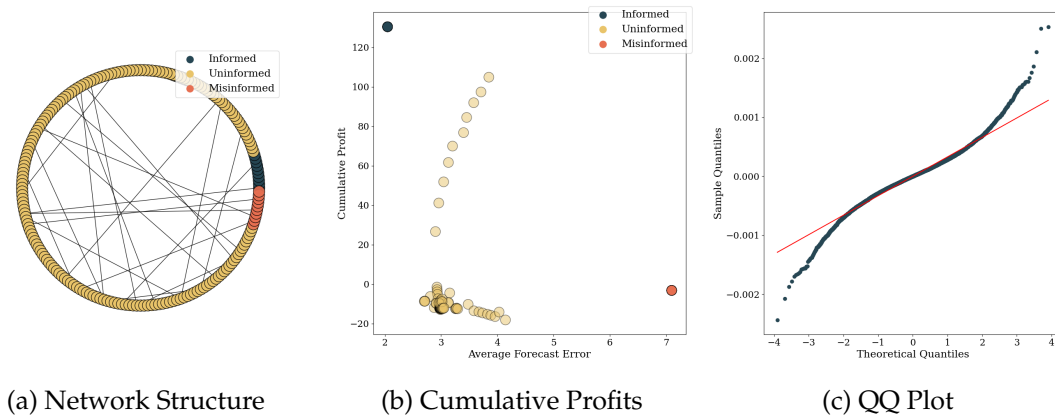 Informed
Uninformed
Misinformed
(a) Network Structure
Cumulative Profit
120
100
80
60
40
20
0
−20
2 3 4 5 6 7
Average Forecast Error
Informed
Uninformed
Misinformed
(b) Cumulative Profits
Sample Quantiles
0.002
0.001
0.000
−0.001
−0.002
−4 −3 −2 −1 0 1 2 3 4
Theoretical Quantiles
(c) QQ Plot